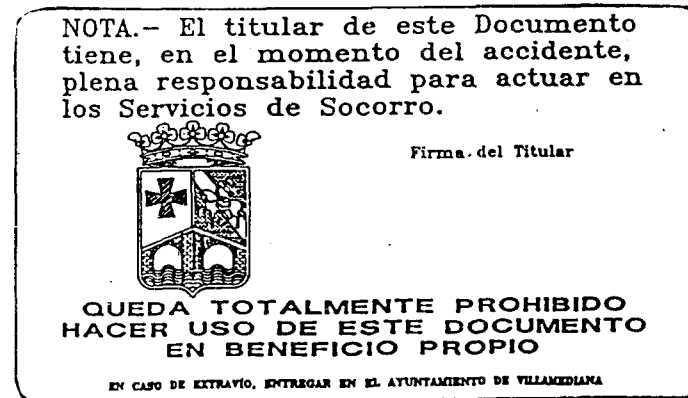 NOTA.– El titular de este Documento
tiene, en el momento del accidente,
plena responsabilidad para actuar en
los Servicios de Socorro.
Firma del Titular
QUEDA TOTALMENTE PROHIBIDO
HACER USO DE ESTE DOCUMENTO
EN BENEFICIO PROPIO
EN CASO DE EXTRAVÍO, ENTREGAR EN EL AYUNTAMIENTO DE VILLAMEDIANA